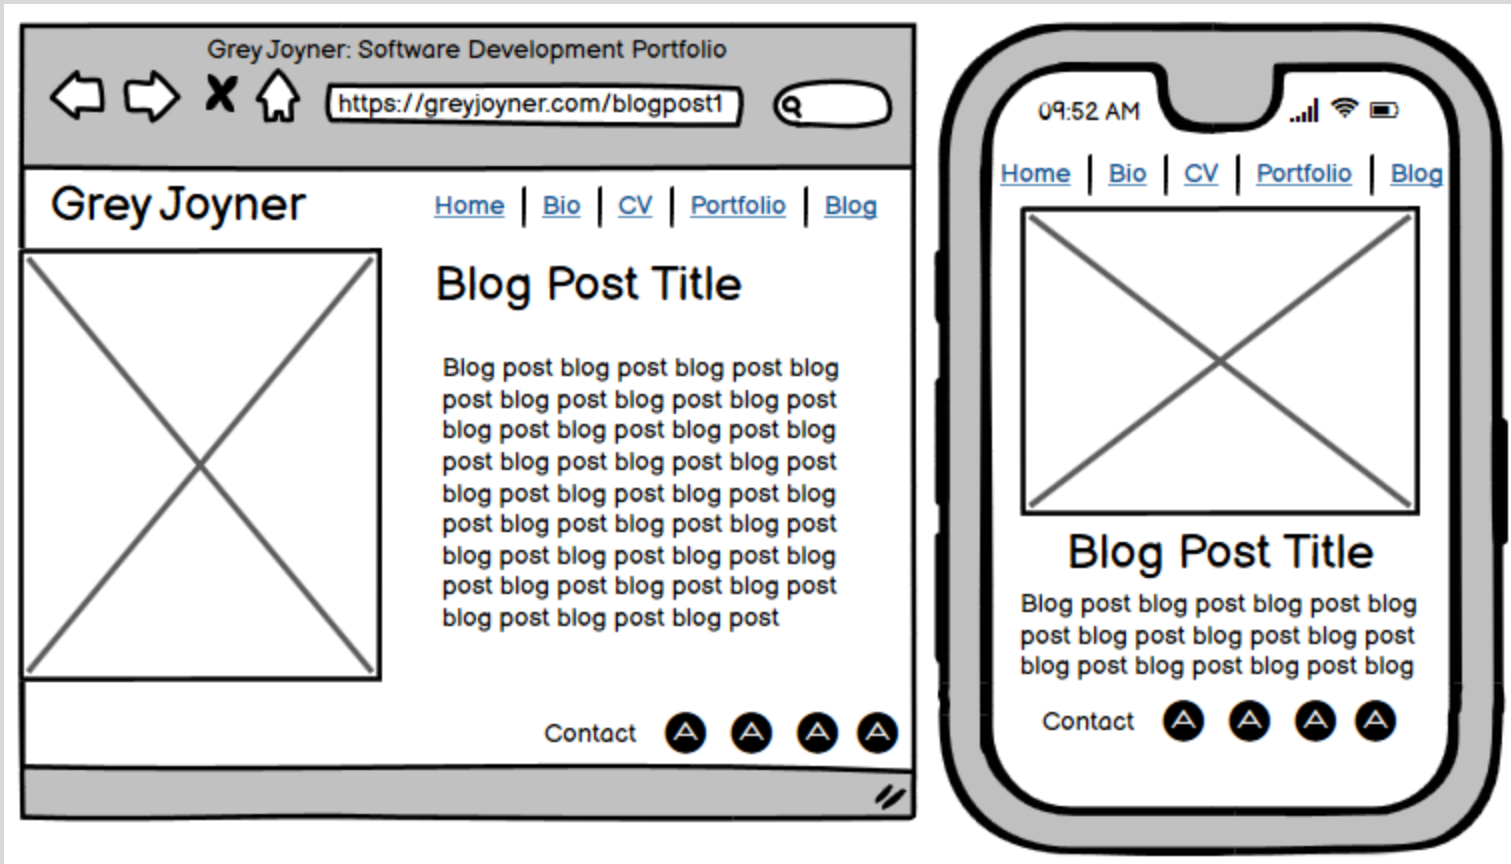 Grey Joyner: Software Development Portfolio
https://greyjoyner.com/blogpost1
Grey Joyner
Home | Bio | CV | Portfolio | Blog
Blog Post Title
Blog post blog post blog post blog
post blog post blog post blog post
blog post blog post blog post blog
post blog post blog post blog post
blog post blog post blog post blog
post blog post blog post blog post
blog post blog post blog post blog
post blog post blog post blog post
blog post blog post blog post
Contact
09:52 AM
Home | Bio | CV | Portfolio | Blog
Blog Post Title
Blog post blog post blog post blog
post blog post blog post blog post
blog post blog post blog post blog
Contact